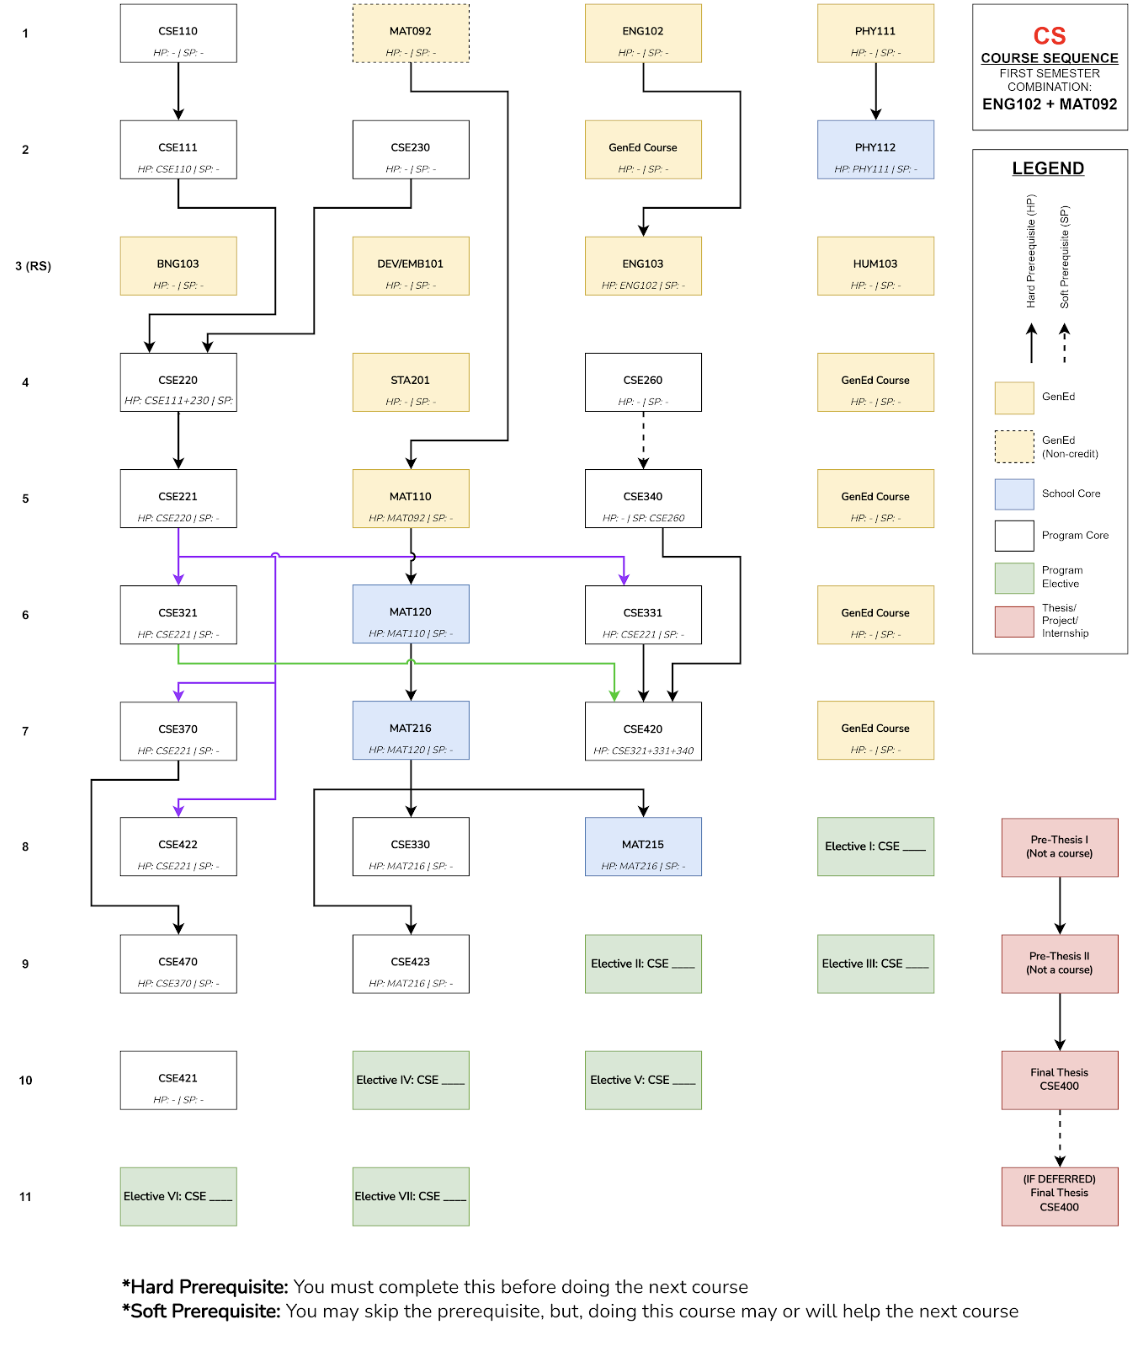 1
CSE110
HP: - | SP: -
MAT092
HP: - | SP: -
ENG102
HP: - | SP: -
PHY111
HP: - | SP: -
CS
COURSE SEQUENCE
FIRST SEMESTER
COMBINATION:
ENG102 + MAT092
2
CSE111
HP: CSE110 | SP: -
CSE230
HP: - | SP: -
GenEd Course
HP: - | SP: -
PHY112
HP: PHY111 | SP: -
LEGEND
Hard Prereequisite (HP)
Soft Prerequisite (SP)
GenEd
GenEd
(Non-credit)
School Core
Program Core
Program
Elective
Thesis/
Project/
Internship
3 (RS)
BNG103
HP: - | SP: -
DEV/EMB101
HP: - | SP: -
ENG103
HP: ENG102 | SP: -
HUM103
HP: - | SP: -
4
CSE220
HP: CSE111+230 | SP:
STA201
HP: - | SP: -
CSE260
HP: - | SP: -
GenEd Course
HP: - | SP: -
5
CSE221
HP: CSE220 | SP: -
MAT110
HP: MAT092 | SP: -
CSE340
HP: - | SP: CSE260
GenEd Course
HP: - | SP: -
6
CSE321
HP: CSE221 | SP: -
MAT120
HP: MAT110 | SP: -
CSE331
HP: CSE221 | SP: -
GenEd Course
HP: - | SP: -
7
CSE370
HP: CSE221 | SP: -
MAT216
HP: MAT120 | SP: -
CSE420
HP: CSE321+331+340
GenEd Course
HP: - | SP: -
8
CSE422
HP: CSE221 | SP: -
CSE330
HP: MAT216 | SP: -
MAT215
HP: MAT216 | SP: -
Elective I: CSE ____
Pre-Thesis I
(Not a course)
9
CSE470
HP: CSE370 | SP: -
CSE423
HP: MAT216 | SP: -
Elective II: CSE ____
Elective III: CSE ____
Pre-Thesis II
(Not a course)
10
CSE421
HP: - | SP: -
Elective IV: CSE ____
Elective V: CSE ____
Final Thesis
CSE400
11
Elective VI: CSE ____
Elective VII: CSE ____
(IF DEFERRED)
Final Thesis
CSE400
*Hard Prerequisite: You must complete this before doing the next course
*Soft Prerequisite: You may skip the prerequisite, but, doing this course may or will help the next course